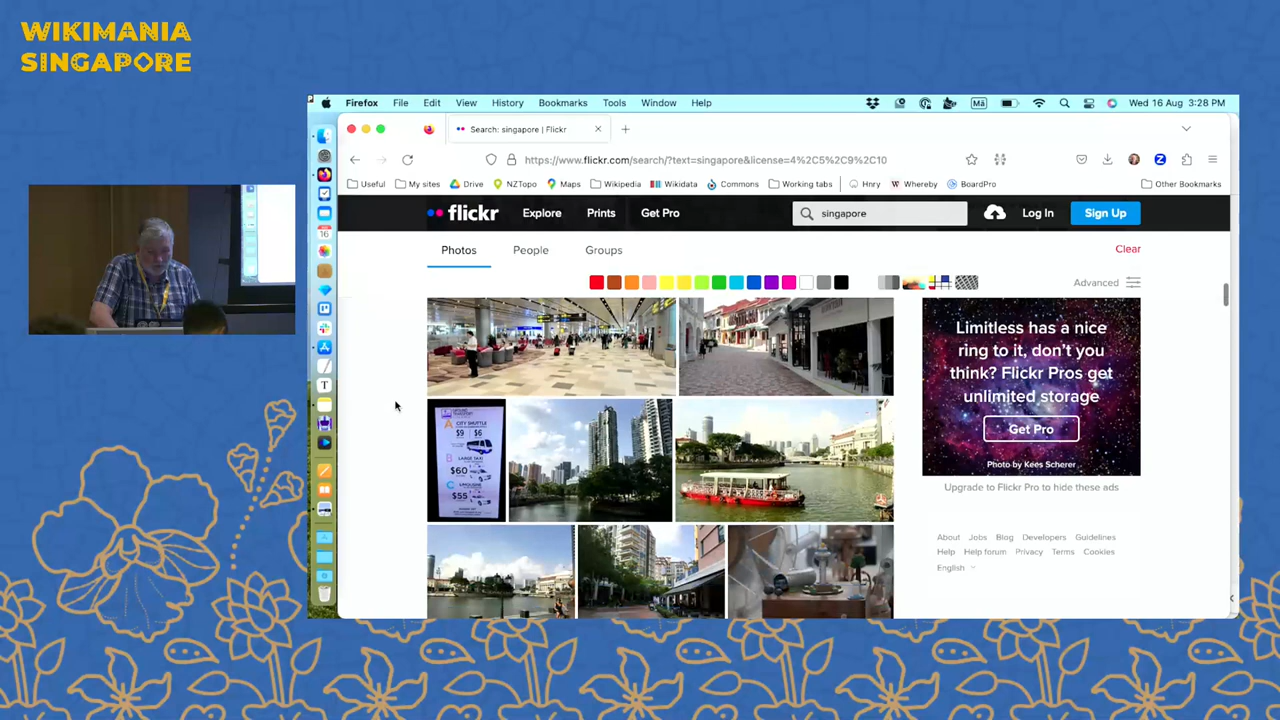 WIKIMANIA
SINGAPORE
Firefox File Edit View History Bookmarks Tools Window Help
Mā
Wed 16 Aug 3:28 PM
Search: singapore | Flickr
https://www.flickr.com/search/?text=singapore&license=4%2C5%2C9%2C10
Useful My sites Drive NZTopo Maps Wikipedia Wikidata Commons Working tabs Hnry Whereby BoardPro Other Bookmarks
flickr Explore Prints Get Pro singapore Log In Sign Up
Photos People Groups Clear
Advanced
Limitless has a nice
ring to it, don't you
think? Flickr Pros get
unlimited storage
Get Pro
Photo by Kees Scherer
Upgrade to Flickr Pro to hide these ads
A CITY SHUTTLE
$9 $6
B LARGE TAXI
$60
C LIMOUSINE
$55
About Jobs Blog Developers Guidelines
Help Help forum Privacy Terms Cookies
English